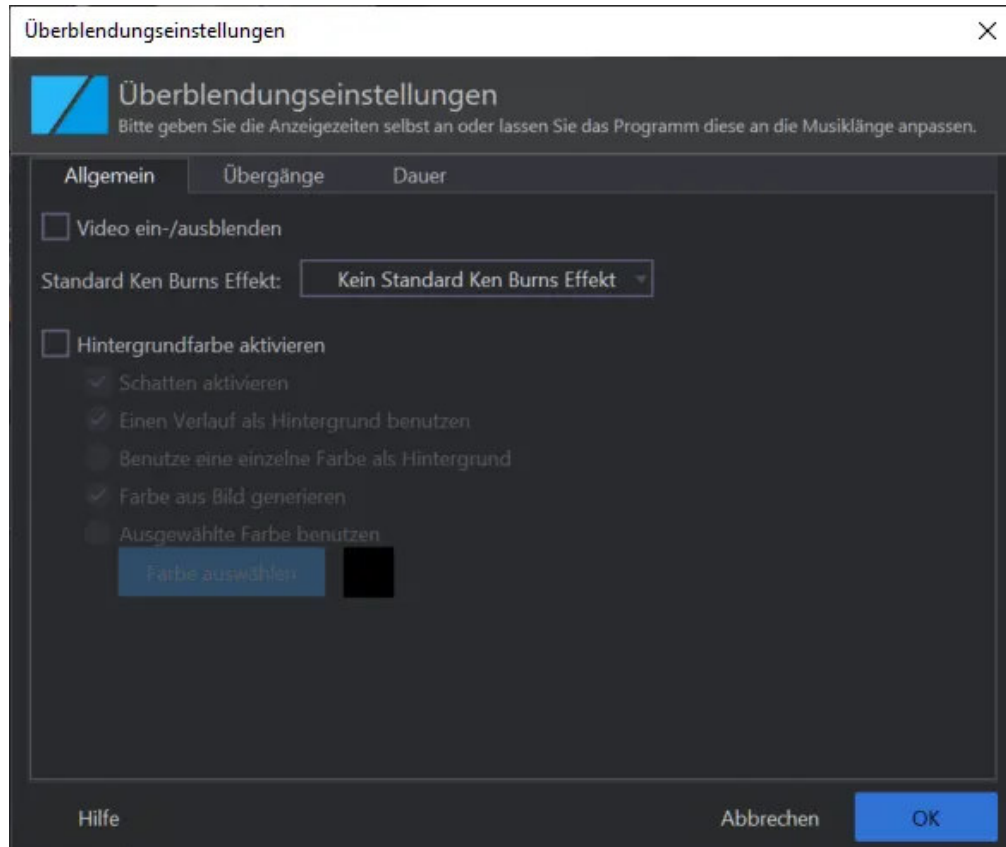 Überblendungseinstellungen
Überblendungseinstellungen
Bitte geben Sie die Anzeigezeiten selbst an oder lassen Sie das Programm diese an die Musiklänge anpassen.
Allgemein Übergänge Dauer
Video ein-/ausblenden
Standard Ken Burns Effekt: Kein Standard Ken Burns Effekt
Hintergrundfarbe aktivieren
Schatten aktivieren
Einen Verlauf als Hintergrund benutzen
Benutze eine einzelne Farbe als Hintergrund
Farbe aus Bild generieren
Ausgewählte Farbe benutzen
Farbe auswählen
Hilfe Abbrechen OK